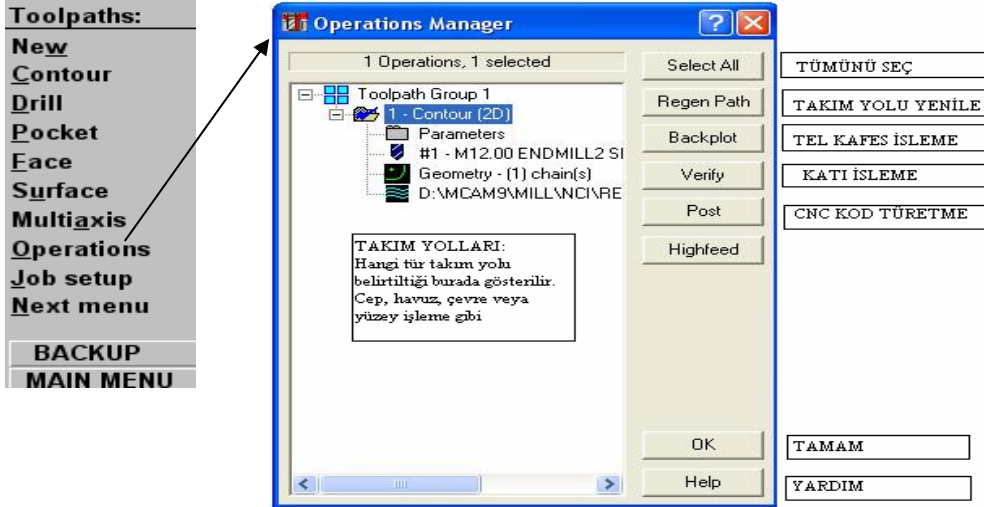 Toolpaths:
New
Contour
Drill
Pocket
Face
Surface
Multiaxis
Operations
Job setup
Next menu
BACKUP
MAIN MENU
Operations Manager
1 Operations, 1 selected
Toolpath Group 1
1 - Contour (2D)
Parameters
#1 - M12.00 ENDMILL2 SI
Geometry - (1) chain(s)
D:\MCAM9\MILL\NCI\RE
TAKIM YOLLARI:
Hangi tür takım yolu
belirtiltiği burada gösterilir.
Cep, havuz, çevre veya
yüzey işleme gibi
Select All
TÜMÜNÜ SEÇ
Regen Path
TAKIM YOLU YENİLE
Backplot
TEL KAFES İSLEME
Verify
KATI İSLEME
Post
CNC KOD TÜRETME
Highfeed
OK
TAMAM
Help
YARDIM